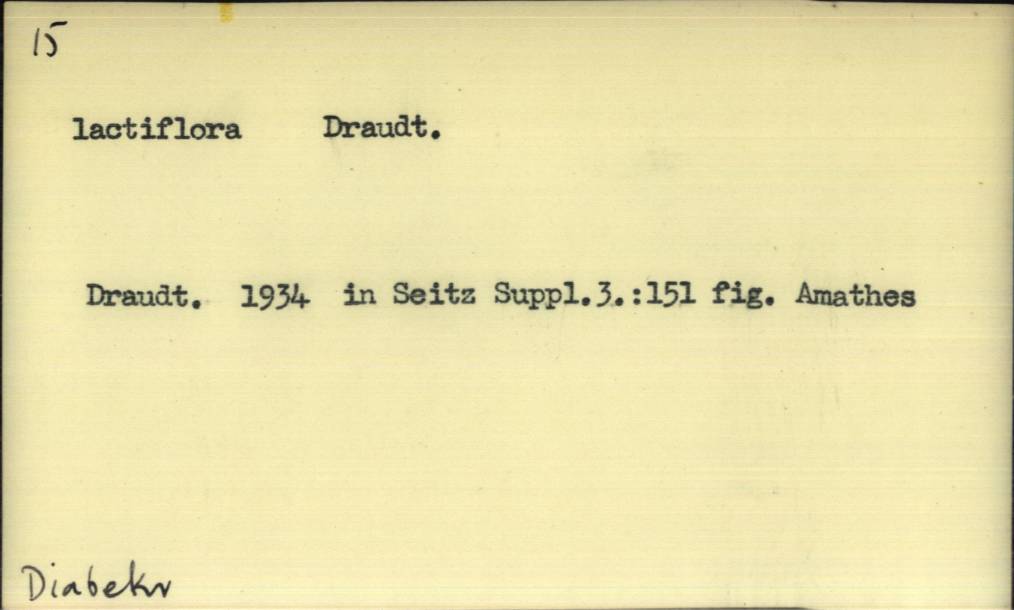 15
lactiflora Draudt.
Draudt. 1934 in Seitz Suppl.3.:151 fig. Amathes
Diabekr